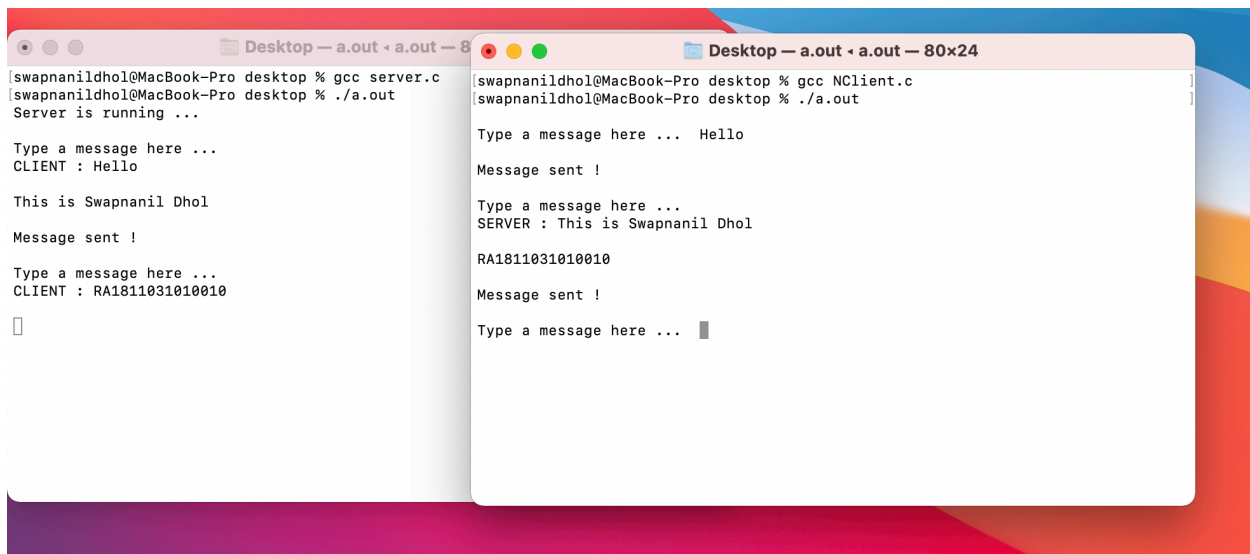 Desktop — a.out ◂ a.out — 8
[swapnanildhol@MacBook-Pro desktop % gcc server.c
[swapnanildhol@MacBook-Pro desktop % ./a.out
Server is running ...
Type a message here ...
CLIENT : Hello
This is Swapnanil Dhol
Message sent !
Type a message here ...
CLIENT : RA1811031010010
Desktop — a.out ◂ a.out — 80×24
[swapnanildhol@MacBook-Pro desktop % gcc NClient.c ]
[swapnanildhol@MacBook-Pro desktop % ./a.out ]
Type a message here ...  Hello
Message sent !
Type a message here ...
SERVER : This is Swapnanil Dhol
RA1811031010010
Message sent !
Type a message here ...